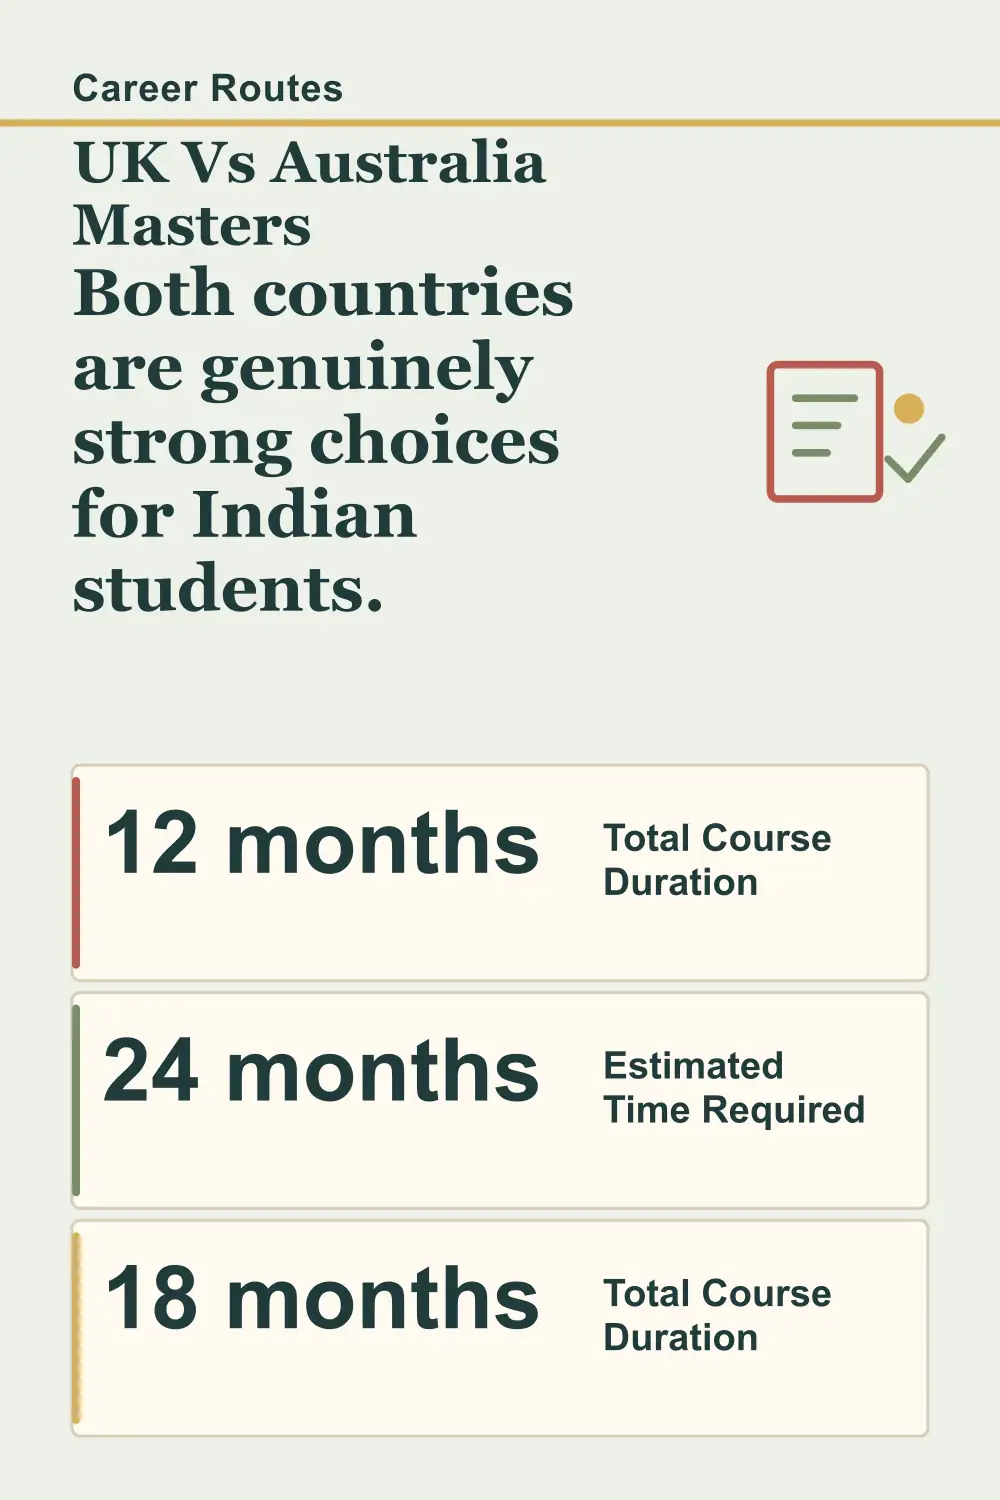 Career Routes
UK Vs Australia
Masters
Both countries
are genuinely
strong choices
for Indian
students.
12 months
Total Course
Duration
24 months
Estimated
Time Required
18 months
Total Course
Duration